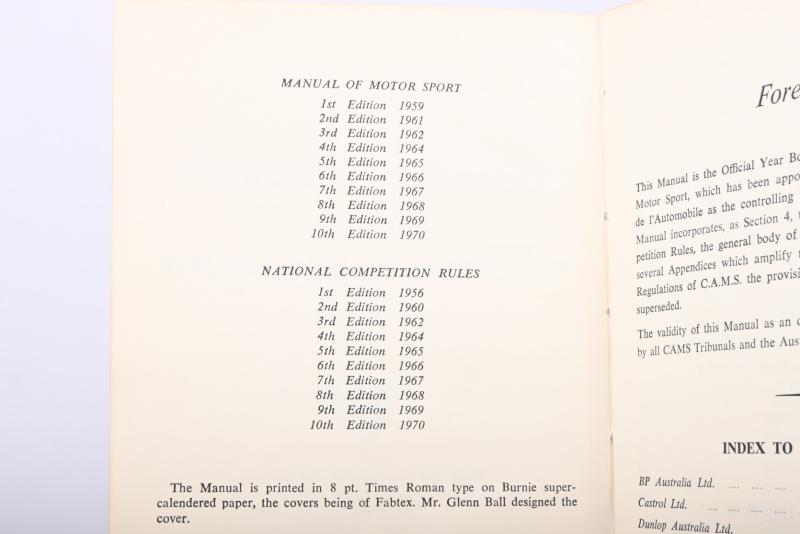 MANUAL OF MOTOR SPORT
1st Edition 1959
2nd Edition 1961
3rd Edition 1962
4th Edition 1964
5th Edition 1965
6th Edition 1966
7th Edition 1967
8th Edition 1968
9th Edition 1969
10th Edition 1970
NATIONAL COMPETITION RULES
1st Edition 1956
2nd Edition 1960
3rd Edition 1962
4th Edition 1964
5th Edition 1965
6th Edition 1966
7th Edition 1967
8th Edition 1968
9th Edition 1969
10th Edition 1970
The Manual is printed in 8 pt. Times Roman type on Burnie super-
calendered paper, the covers being of Fabtex. Mr. Glenn Ball designed the
cover.
Fore
This Manual is the Official Year Bo
Motor Sport, which has been appo
de l'Automobile as the controlling
Manual incorporates, as Section 4, t
petition Rules, the general body of
several Appendices which amplify t
Regulations of C.A.M.S. the provisi
superseded.
The validity of this Manual as an o
by all CAMS Tribunals and the Aus
INDEX TO
BP Australia Ltd. .... .... ....
Castrol Ltd. .... .... .... ....
Dunlop Australia Ltd.